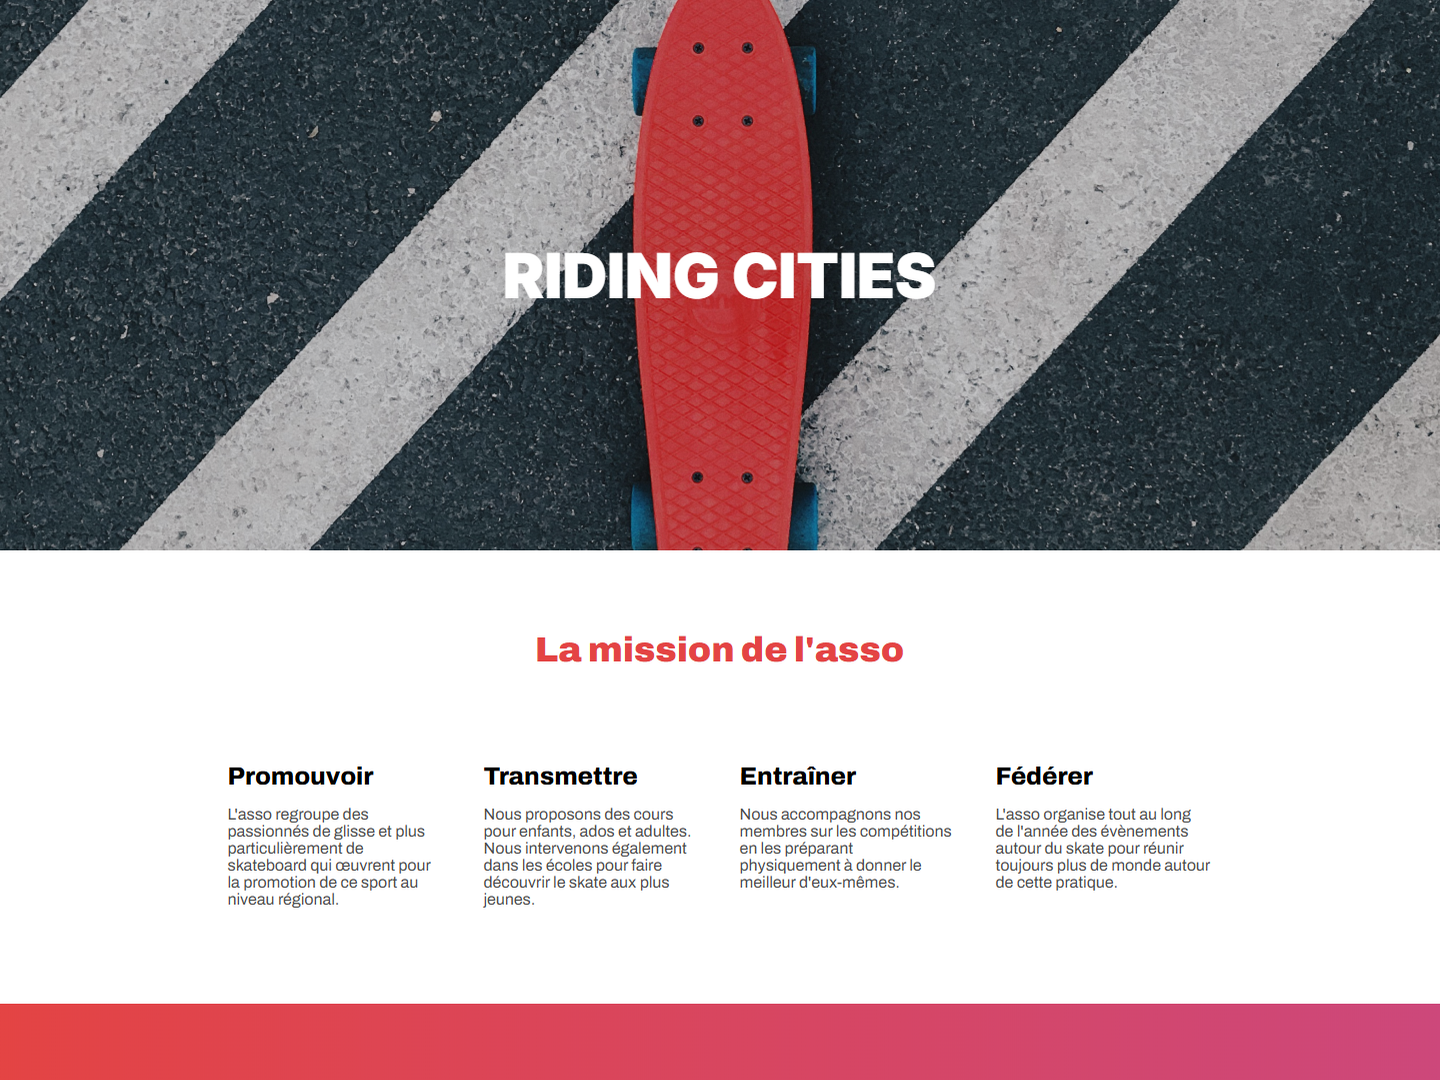 RIDING CITIES
La mission de l'asso
Promouvoir
L'asso regroupe des
passionnés de glisse et plus
particulièrement de
skateboard qui œuvrent pour
la promotion de ce sport au
niveau régional.
Transmettre
Nous proposons des cours
pour enfants, ados et adultes.
Nous intervenons également
dans les écoles pour faire
découvrir le skate aux plus
jeunes.
Entraîner
Nous accompagnons nos
membres sur les compétitions
en les préparant
physiquement à donner le
meilleur d'eux-mêmes.
Fédérer
L'asso organise tout au long
de l'année des évènements
autour du skate pour réunir
toujours plus de monde autour
de cette pratique.